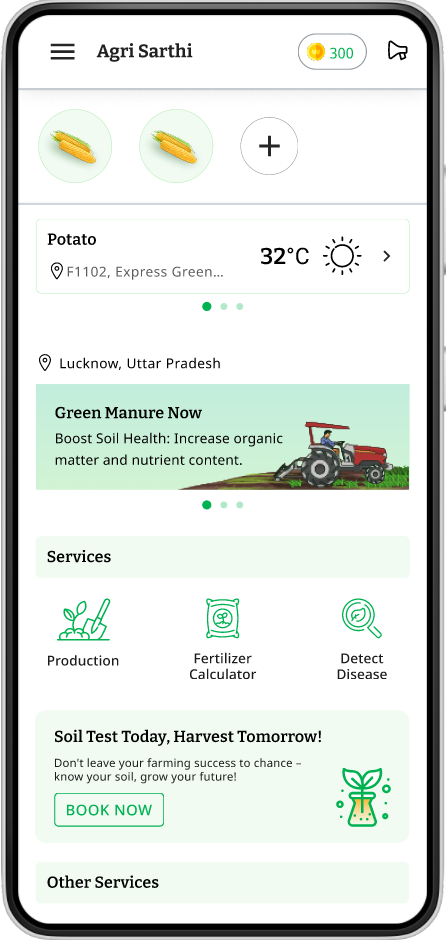 Agri Sarthi
300
Potato
F1102, Express Green...
32°C
Lucknow, Uttar Pradesh
Green Manure Now
Boost Soil Health: Increase organic
matter and nutrient content.
Services
Production
Fertilizer
Calculator
Detect
Disease
Soil Test Today, Harvest Tomorrow!
Don't leave your farming success to chance –
know your soil, grow your future!
BOOK NOW
Other Services